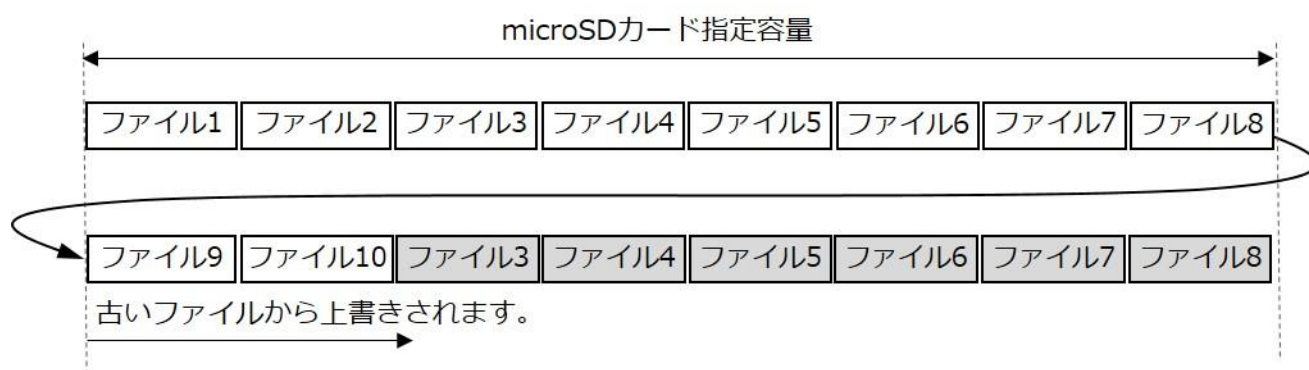 microSDカード指定容量
ファイル1 ファイル2 ファイル3 ファイル4 ファイル5 ファイル6 ファイル7 ファイル8
ファイル9 ファイル10 ファイル3 ファイル4 ファイル5 ファイル6 ファイル7 ファイル8
古いファイルから上書きされます。